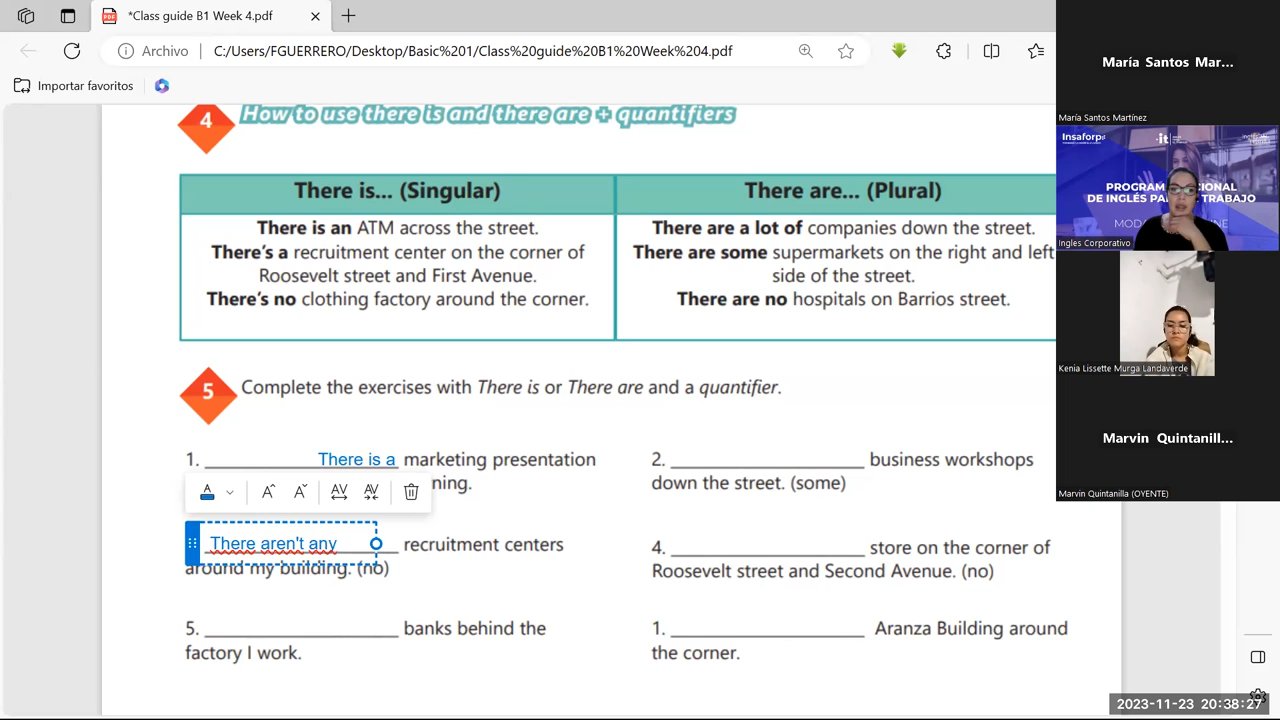 *Class guide B1 Week 4.pdf
Archivo
C:/Users/FGUERRERO/Desktop/Basic%201/Class%20guide%20B1%20Week%204.pdf
Importar favoritos
4
How to use there is and there are + quantifiers
There is... (Singular)
There are... (Plural)
There is an ATM across the street.
There's a recruitment center on the corner of
Roosevelt street and First Avenue.
There's no clothing factory around the corner.
There are a lot of companies down the street.
There are some supermarkets on the right and left
side of the street.
There are no hospitals on Barrios street.
5
Complete the exercises with There is or There are and a quantifier.
1. There is a marketing presentation
ning.
2. business workshops
down the street. (some)
There aren't any recruitment centers
around my building. (no)
4. store on the corner of
Roosevelt street and Second Avenue. (no)
5. banks behind the
factory I work.
1. Aranza Building around
the corner.
María Santos Mar...
María Santos Martínez
Insaforp
it
PROGRAM CIONAL
DE INGLÉS PA TRABAJO
MOD NE
Ingles Corporativo
Kenia Lissette Murga Landaverde
Marvin Quintanill...
Marvin Quintanilla (OYENTE)
2023-11-23 20:38:27